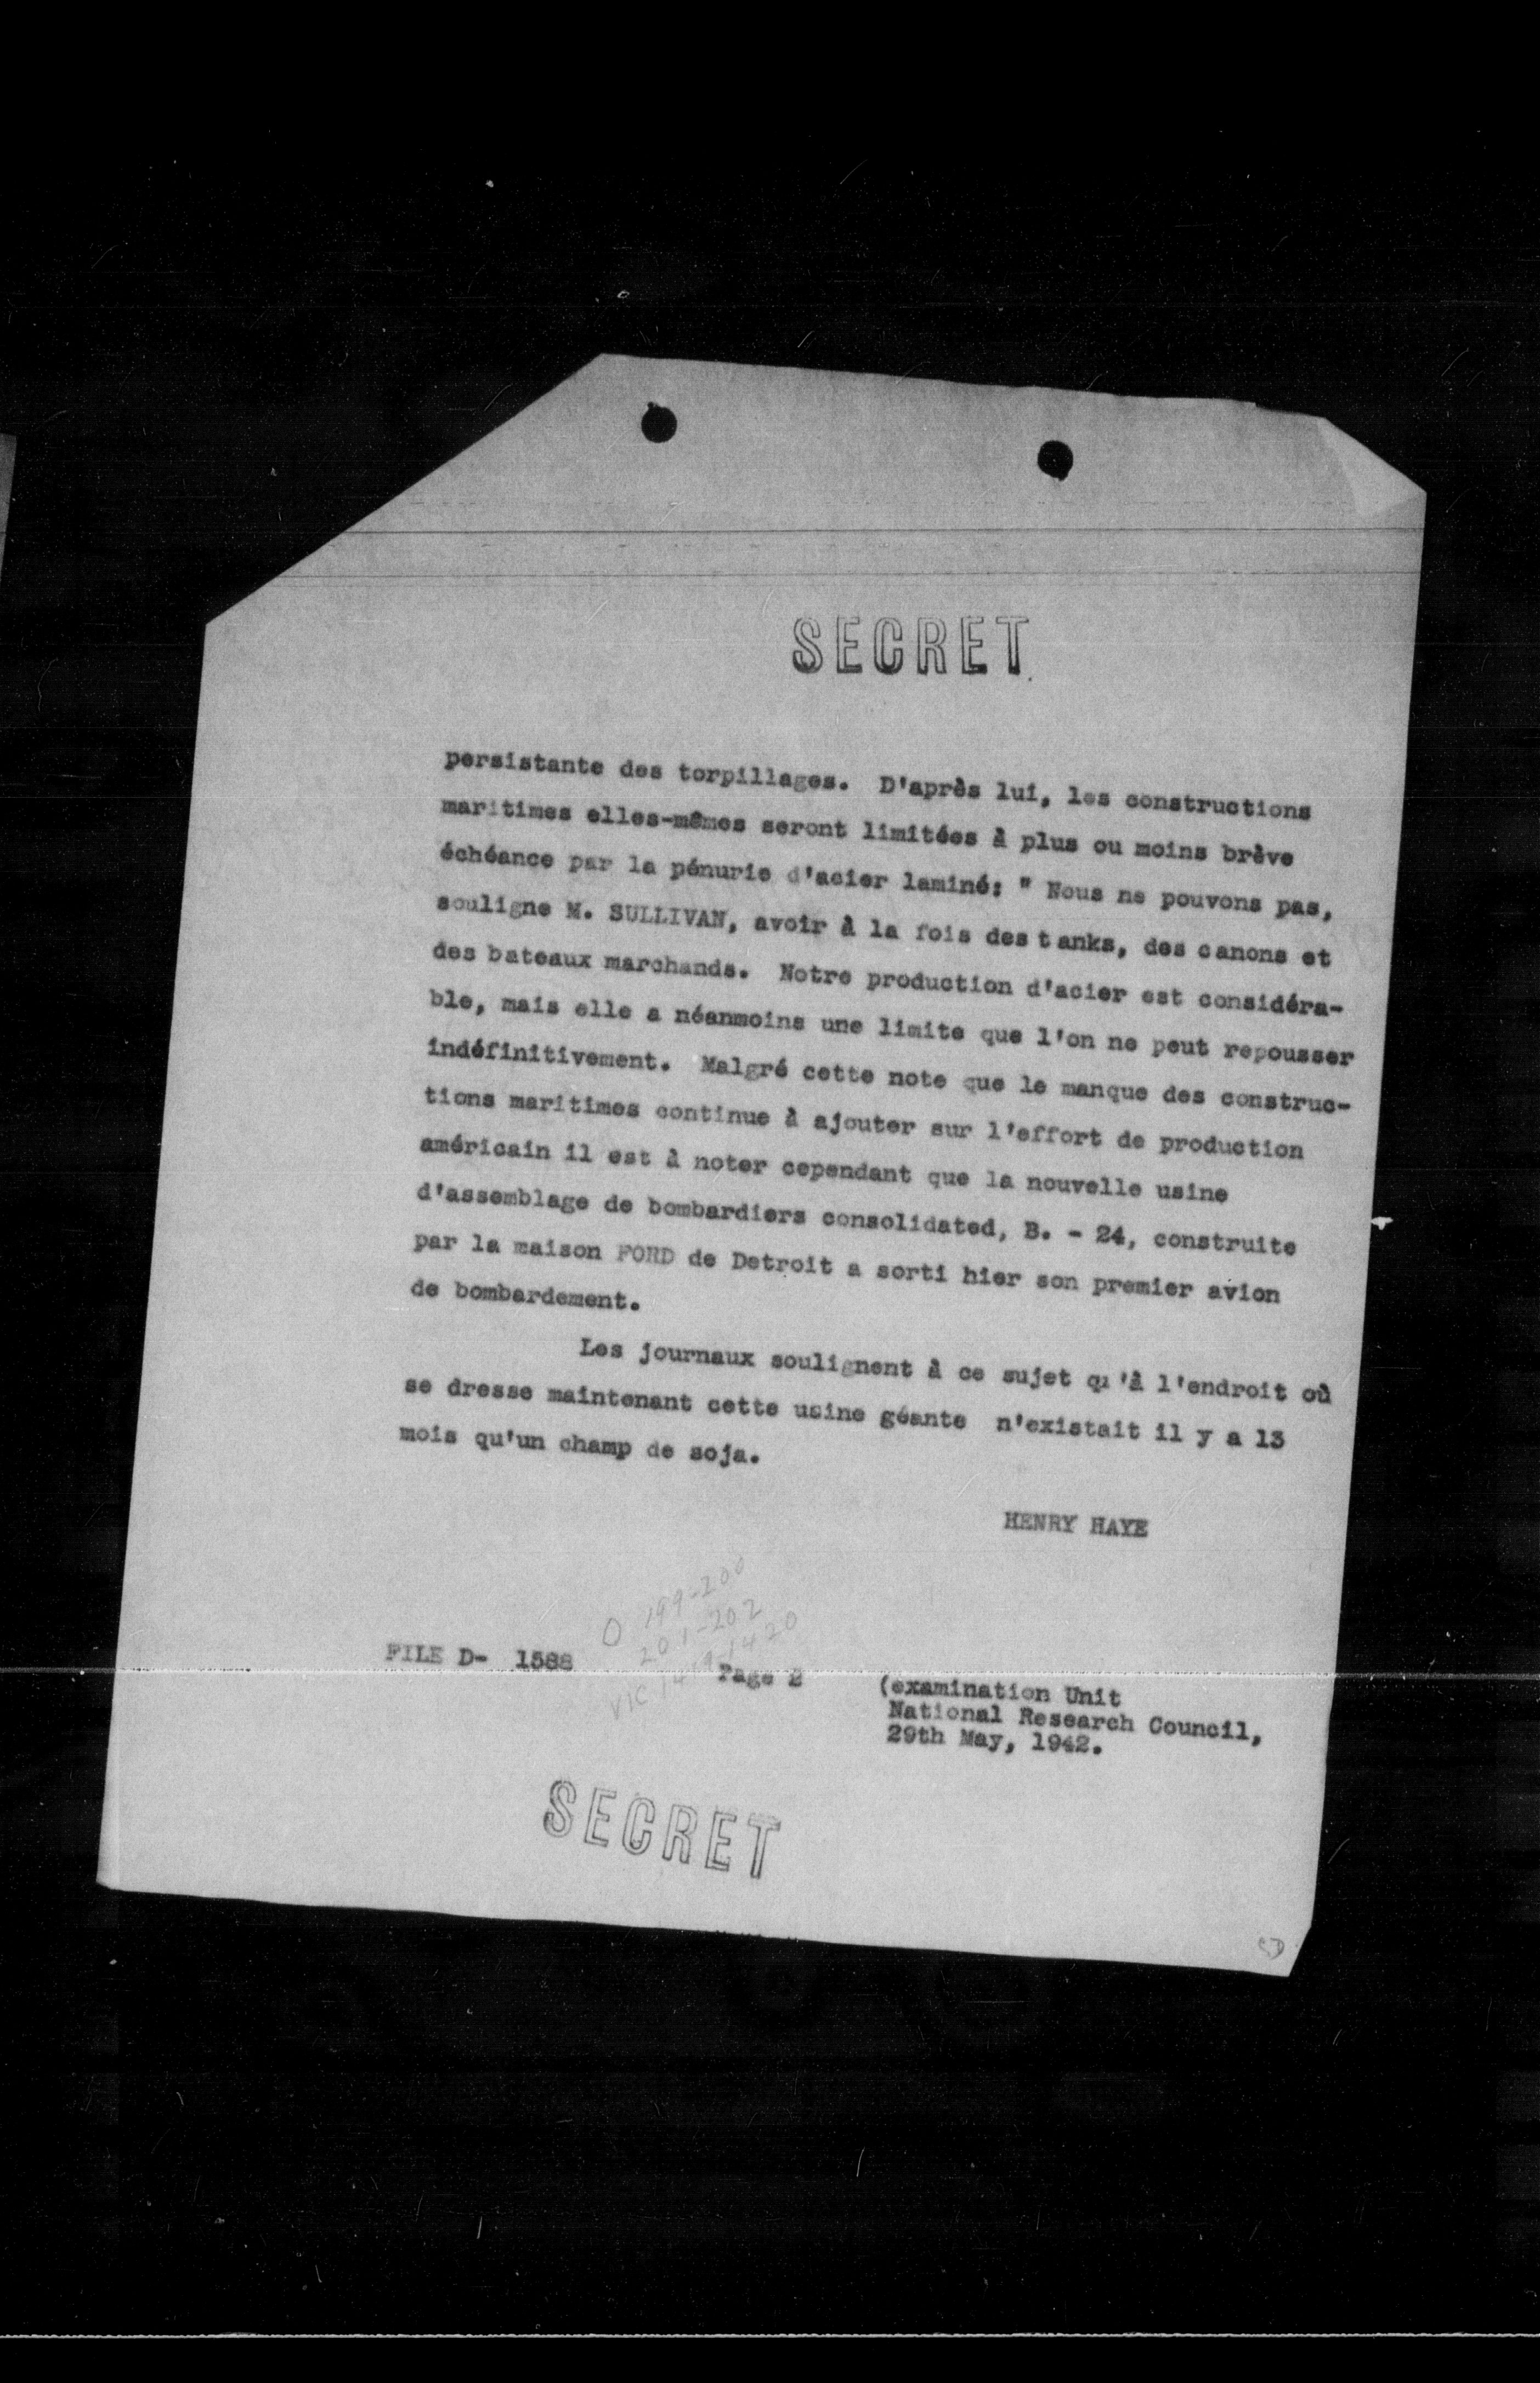 SECRET
persistante des torpillages. D'après lui, les constructions
maritimes elles-mêmes seront limitées à plus ou moins brève
échéance par la pénurie d'acier laminé: " Nous ne pouvons pas,
souligne M. SULLIVAN, avoir à la fois des tanks, des canons et
des bateaux marchands. Notre production d'acier est considéra-
ble, mais elle a néanmoins une limite que l'on ne peut repousser
indéfinitivement. Malgré cette note que le manque des construc-
tions maritimes continue à ajouter sur l'effort de production
américain il est à noter cependant que la nouvelle usine
d'assemblage de bombardiers consolidated, B. - 24, construite
par la maison FORD de Detroit a sorti hier son premier avion
de bombardement.
Les journaux soulignent à ce sujet qu'à l'endroit où
se dresse maintenant cette usine géante n'existait il y a 13
mois qu'un champ de soja.
HENRY HAYE
O 199-200
201-202
VIC 1419-1420
FILE D- 1588
Page 2
(examination Unit
National Research Council,
29th May, 1942.
SECRET